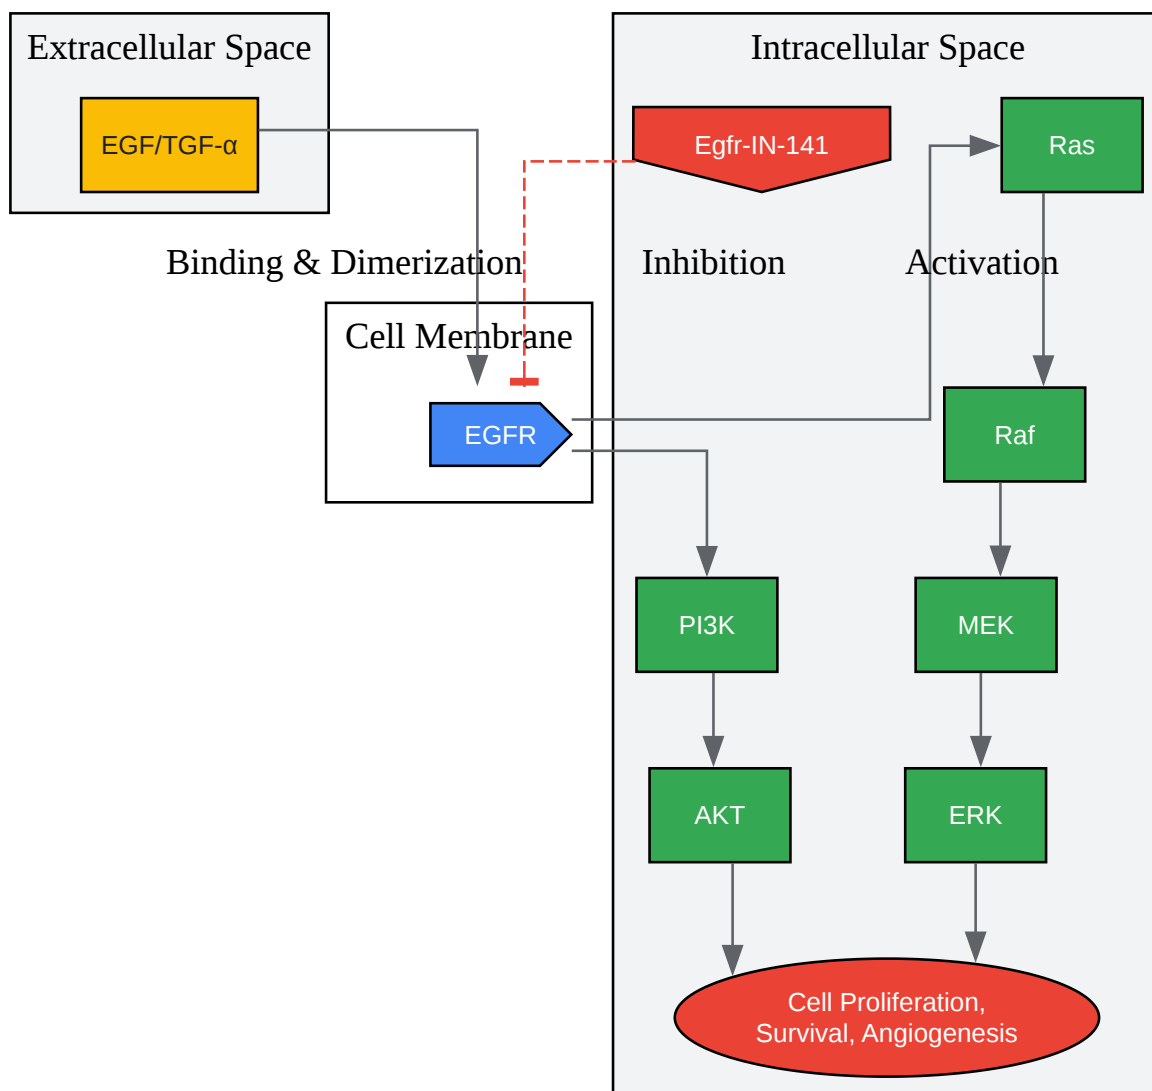 Extracellular Space
Intracellular Space
EGF/TGF-α
Egfr-IN-141
Ras
Binding & Dimerization
Inhibition
Activation
Cell Membrane
EGFR
Raf
PI3K
MEK
AKT
ERK
Cell Proliferation,
Survival, Angiogenesis